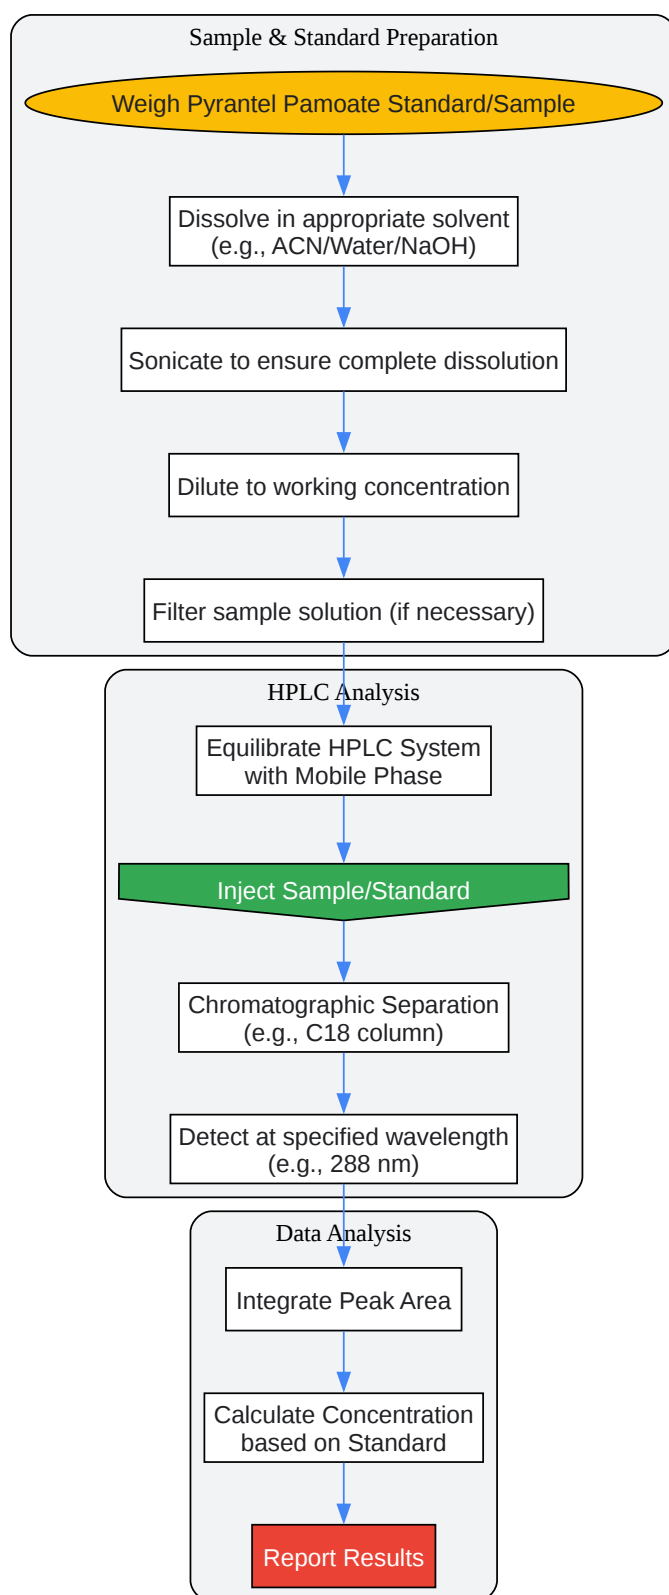 Sample & Standard Preparation
Weigh Pyrantel Pamoate Standard/Sample
Dissolve in appropriate solvent
(e.g., ACN/Water/NaOH)
Sonicate to ensure complete dissolution
Dilute to working concentration
Filter sample solution (if necessary)
HPLC Analysis
Equilibrate HPLC System
with Mobile Phase
Inject Sample/Standard
Chromatographic Separation
(e.g., C18 column)
Detect at specified wavelength
(e.g., 288 nm)
Data Analysis
Integrate Peak Area
Calculate Concentration
based on Standard
Report Results